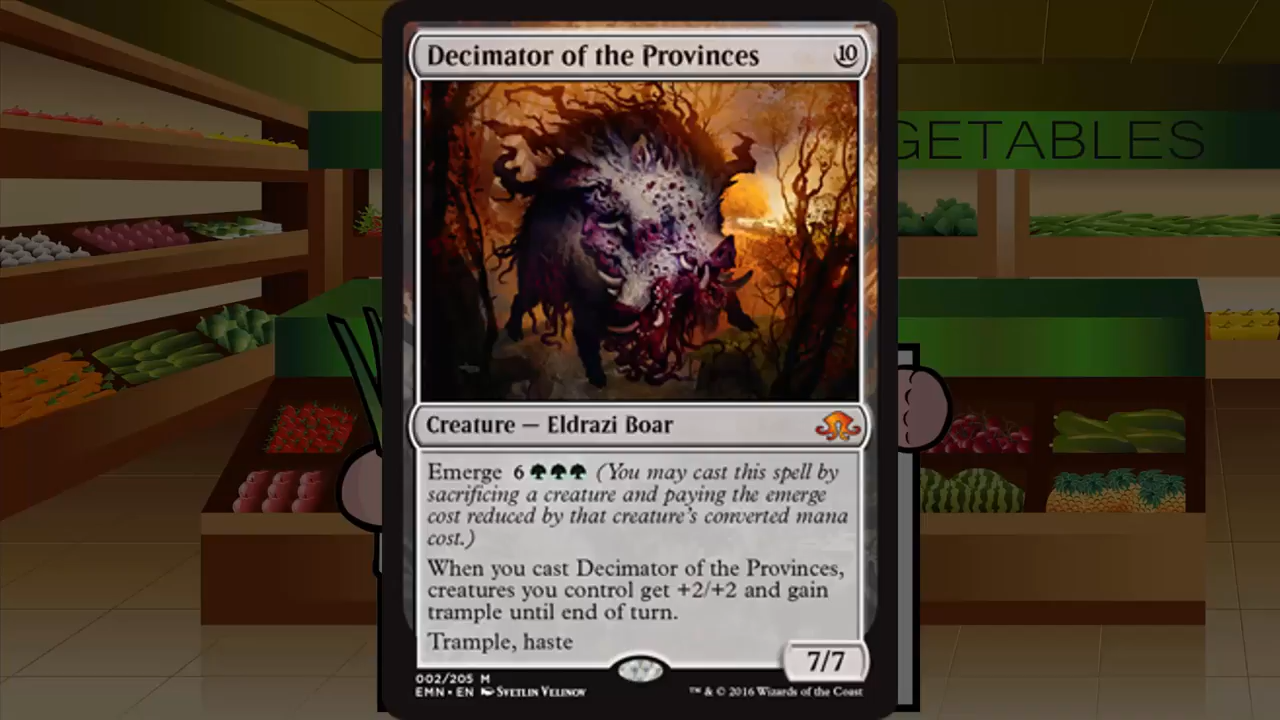 Decimator of the Provinces 10
GETABLES
Creature — Eldrazi Boar
Emerge 6 (You may cast this spell by
sacrificing a creature and paying the emerge
cost reduced by that creature's converted mana
cost.)
When you cast Decimator of the Provinces,
creatures you control get +2/+2 and gain
trample until end of turn.
Trample, haste
7/7
002/205 M
EMN • EN Svetlin Velinov
™ & © 2016 Wizards of the Coast